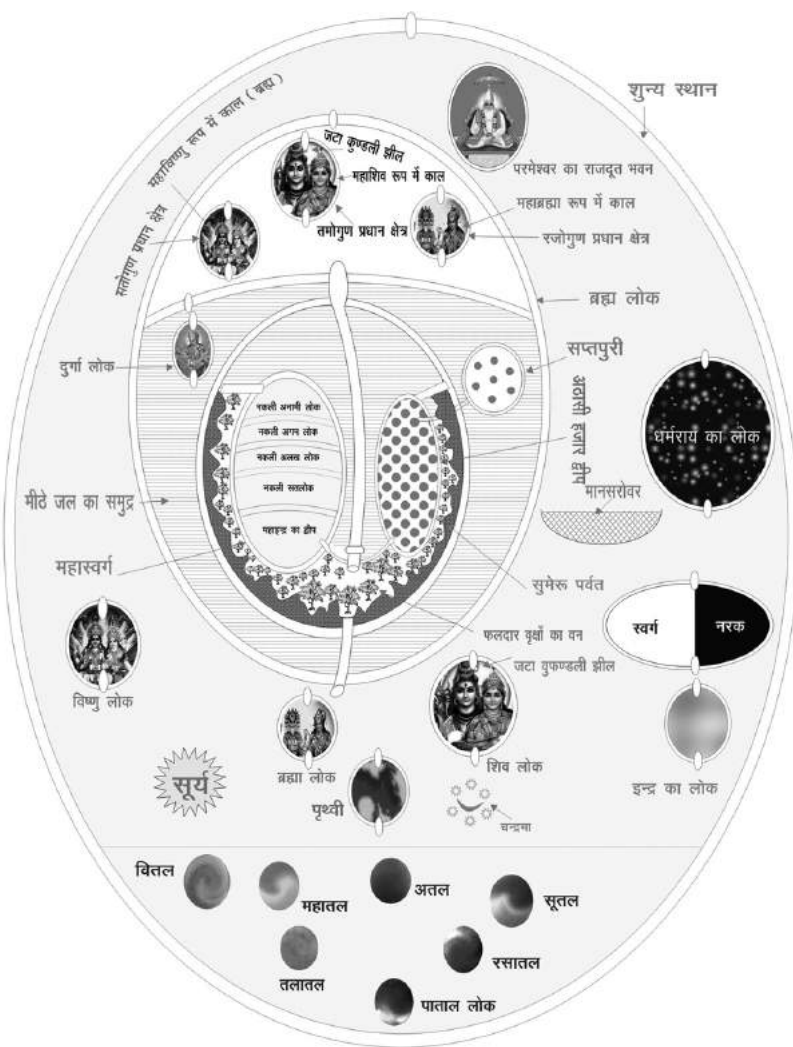 शुन्य स्थान
महाविष्णु रूप में काल (ब्रह्म)
सतोगुण प्रधान क्षेत्र
जटा कुण्डली झील
महाशिव रूप में काल
तमोगुण प्रधान क्षेत्र
परमेश्वर का राजदूत भवन
महाब्रह्मा रूप में काल
रजोगुण प्रधान क्षेत्र
ब्रह्म लोक
दुर्गा लोक
सप्तपुरी
अठासी हजार द्वीप
धर्मराय का लोक
नकली अनामी लोक
नकली अगम लोक
नकली अलख लोक
नकली सतलोक
महाइन्द्र का द्वीप
मीठे जल का समुद्र
मानसरोवर
महास्वर्ग
सुमेरू पर्वत
फलदार वृक्षों का वन
स्वर्ग
नरक
जटा वुफण्डली झील
विष्णु लोक
ब्रह्मा लोक
शिव लोक
इन्द्र का लोक
सूर्य
पृथ्वी
चन्द्रमा
वितल
महातल
अतल
सूतल
तलातल
रसातल
पाताल लोक